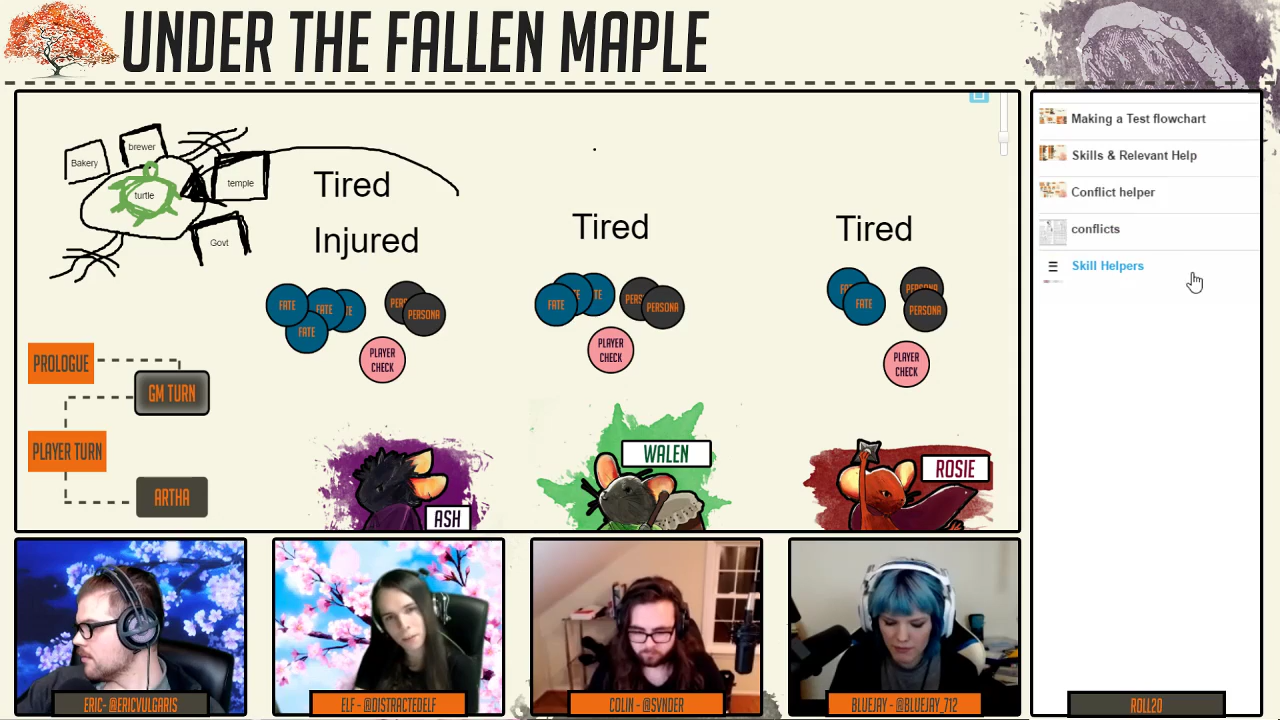 UNDER THE FALLEN MAPLE
Bakery
brewer
turtle
temple
Govt
Tired
Injured
Tired
Tired
FATE
FATE
FATE
PERSONA
PLAYER
CHECK
FATE
PERSONA
PLAYER
CHECK
FATE
PERSONA
PERSONA
PLAYER
CHECK
PROLOGUE
GM TURN
PLAYER TURN
ARTHA
ASH
WALEN
ROSIE
Making a Test flowchart
Skills & Relevant Help
Conflict helper
conflicts
Skill Helpers
ERIC- @ERICVULGARIS
ELF - @DISTRACTEDELF
COLIN - @SVNDER
BLUEJAY - @BLUEJAY_712
ROLL20